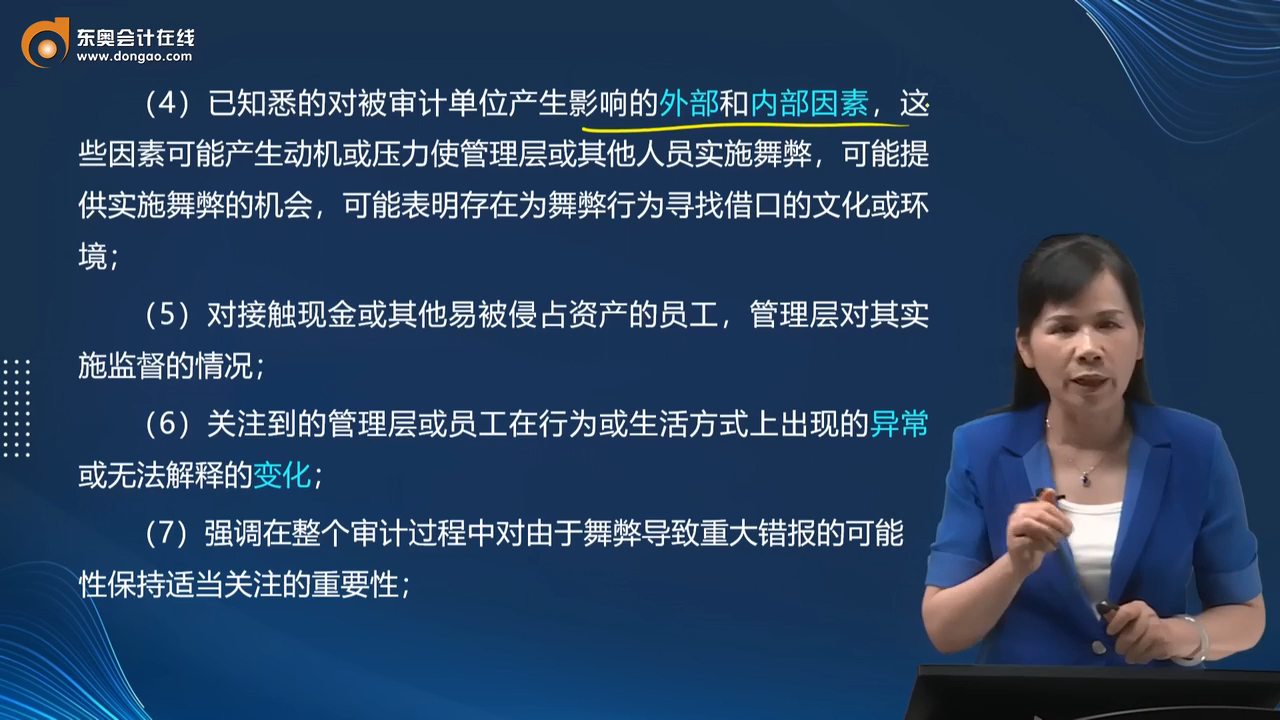 东奥会计在线
www.dongao.com
（4）已知悉的对被审计单位产生影响的外部和内部因素，这
些因素可能产生动机或压力使管理层或其他人员实施舞弊，可能提
供实施舞弊的机会，可能表明存在为舞弊行为寻找借口的文化或环
境；
（5）对接触现金或其他易被侵占资产的员工，管理层对其实
施监督的情况；
（6）关注到的管理层或员工在行为或生活方式上出现的异常
或无法解释的变化；
（7）强调在整个审计过程中对由于舞弊导致重大错报的可能
性保持适当关注的重要性；